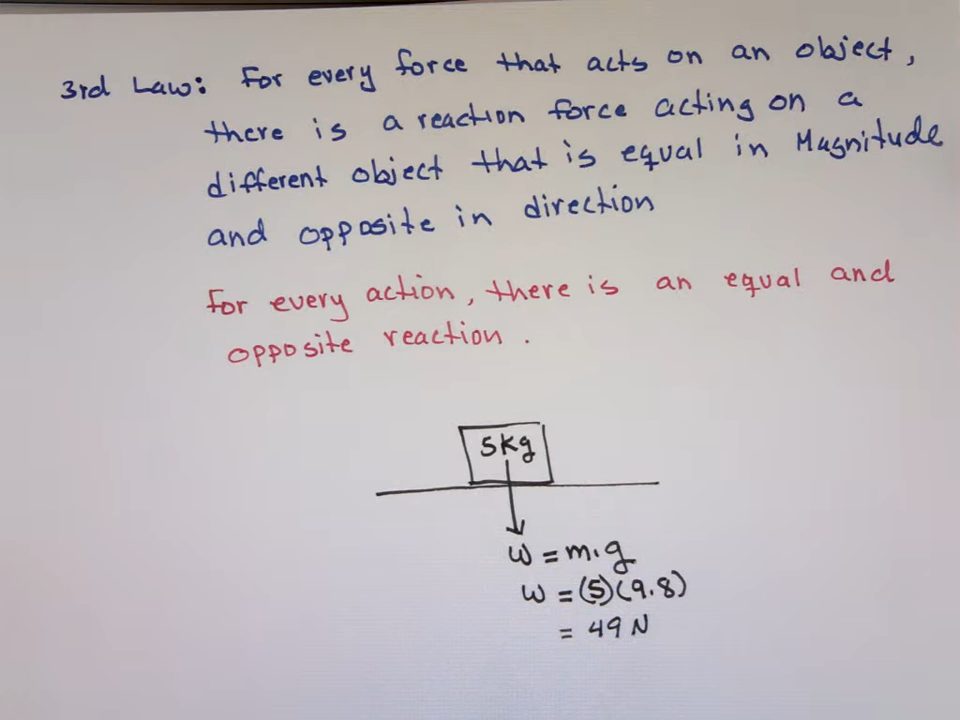 3rd Law: For every force that acts on an object,
there is a reaction force acting on a
different object that is equal in Magnitude
and opposite in direction
For every action, there is an equal and
opposite reaction.
5kg
w = m.g
w = (5)(9.8)
= 49 N